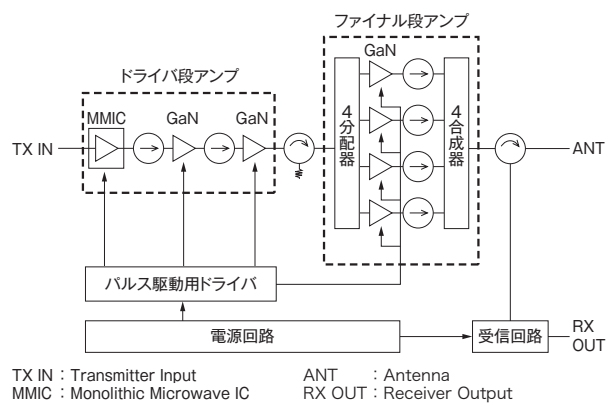 ファイナル段アンプ
ドライバ段アンプ
GaN
MMIC
GaN
GaN
TX IN
4分配器
4合成器
ANT
パルス駆動用ドライバ
電源回路
受信回路
RX
OUT
TX IN : Transmitter Input
ANT : Antenna
MMIC : Monolithic Microwave IC
RX OUT : Receiver Output